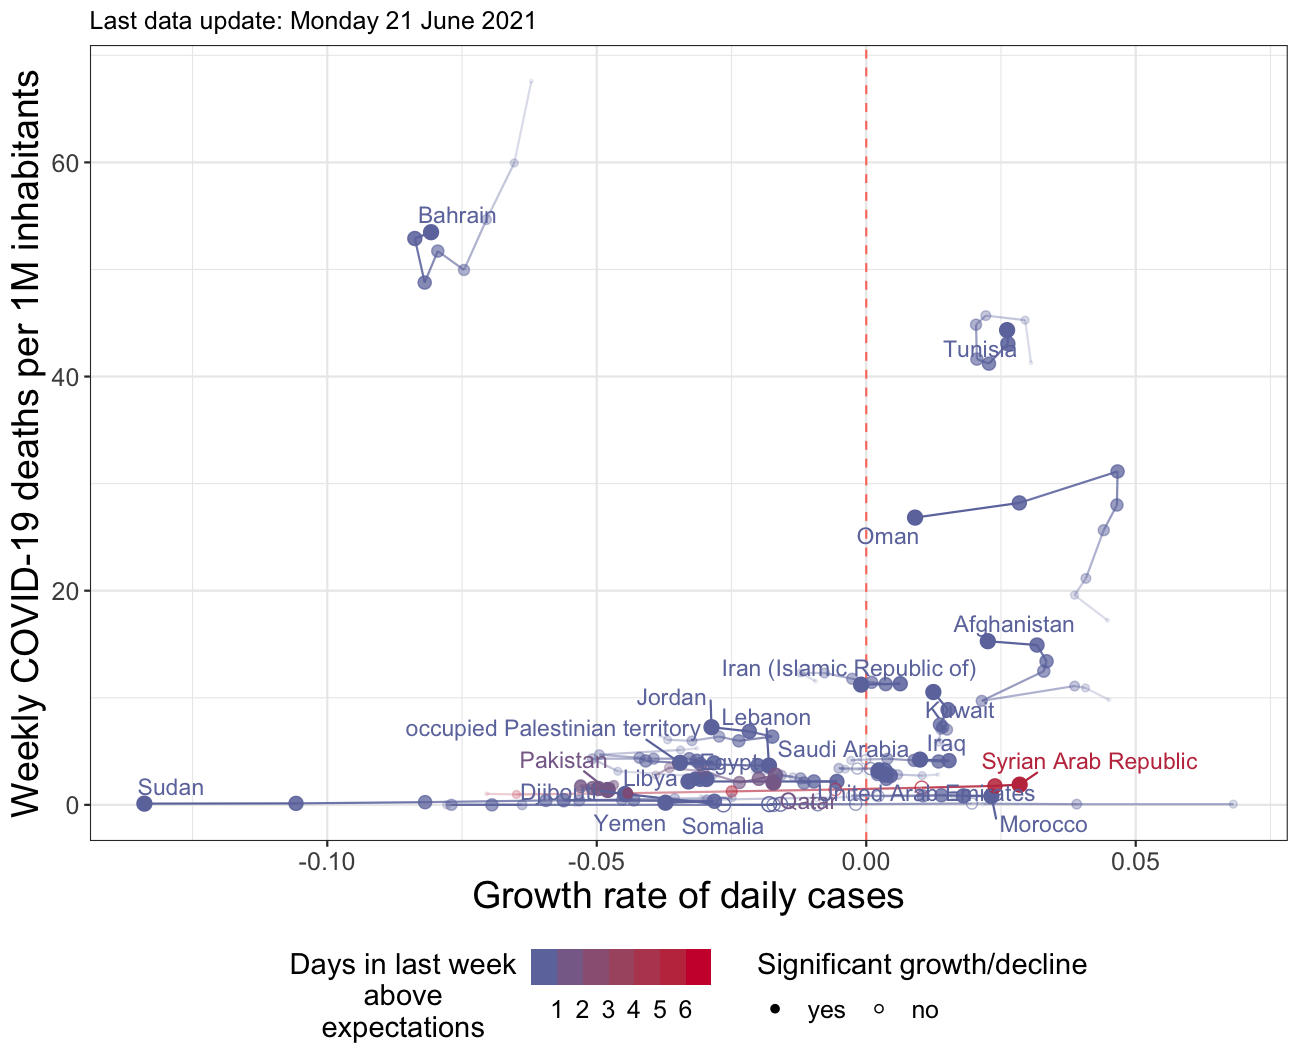 Last data update: Monday 21 June 2021
Weekly COVID-19 deaths per 1M inhabitants
60
40
20
0
Bahrain
Tunisia
Oman
Afghanistan
Iran (Islamic Republic of)
Jordan
Lebanon
Kuwait
occupied Palestinian territory
Saudi Arabia
Iraq
Pakistan
Egypt
Syrian Arab Republic
Libya
Sudan
Djibouti
United Arab Emirates
Qatar
Yemen
Somalia
Morocco
-0.10
-0.05
0.00
0.05
Growth rate of daily cases
Days in last week
above
expectations
1 2 3 4 5 6
Significant growth/decline
yes
no